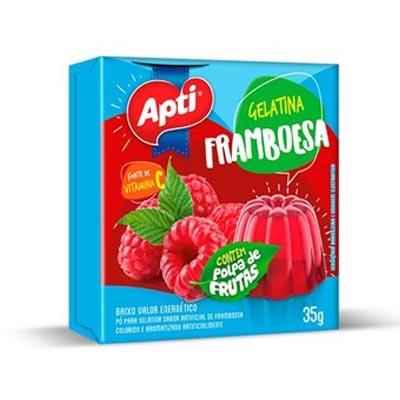 Apti
GELATINA
FRAMBOESA
FONTE DE
VITAMINA C
CONTÉM
POLPA DE
FRUTAS
BAIXO VALOR ENERGÉTICO
PÓ PARA GELATINA SABOR ARTIFICIAL DE FRAMBOESA
COLORIDO E AROMATIZADO ARTIFICIALMENTE
35g